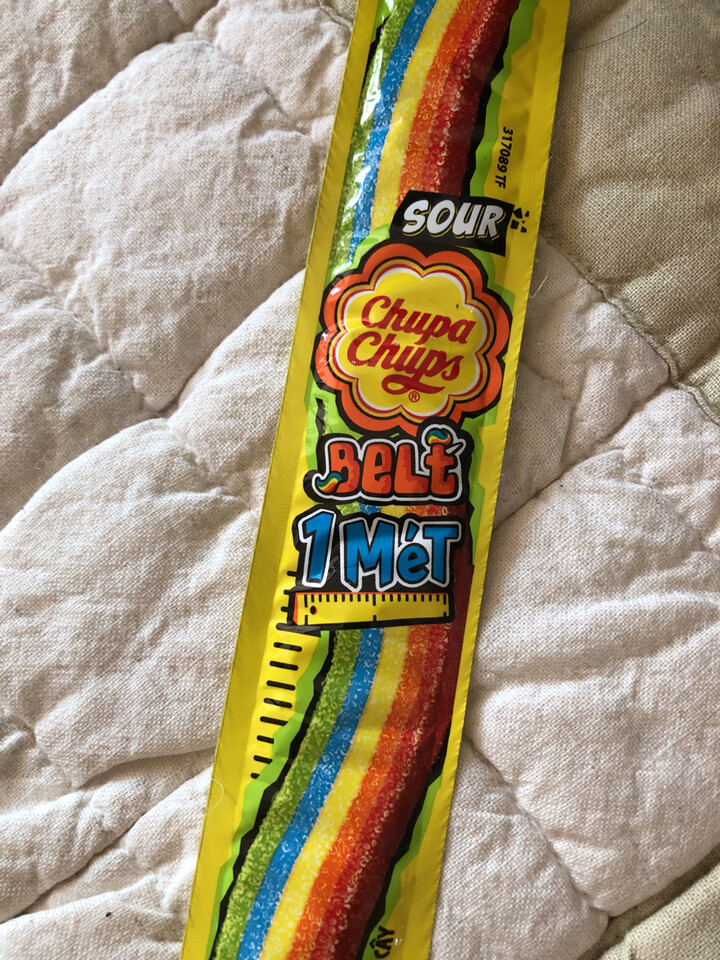 317089 TF
SOUR
Chupa
Chups
®
BeLt
1 MéT
CÂY